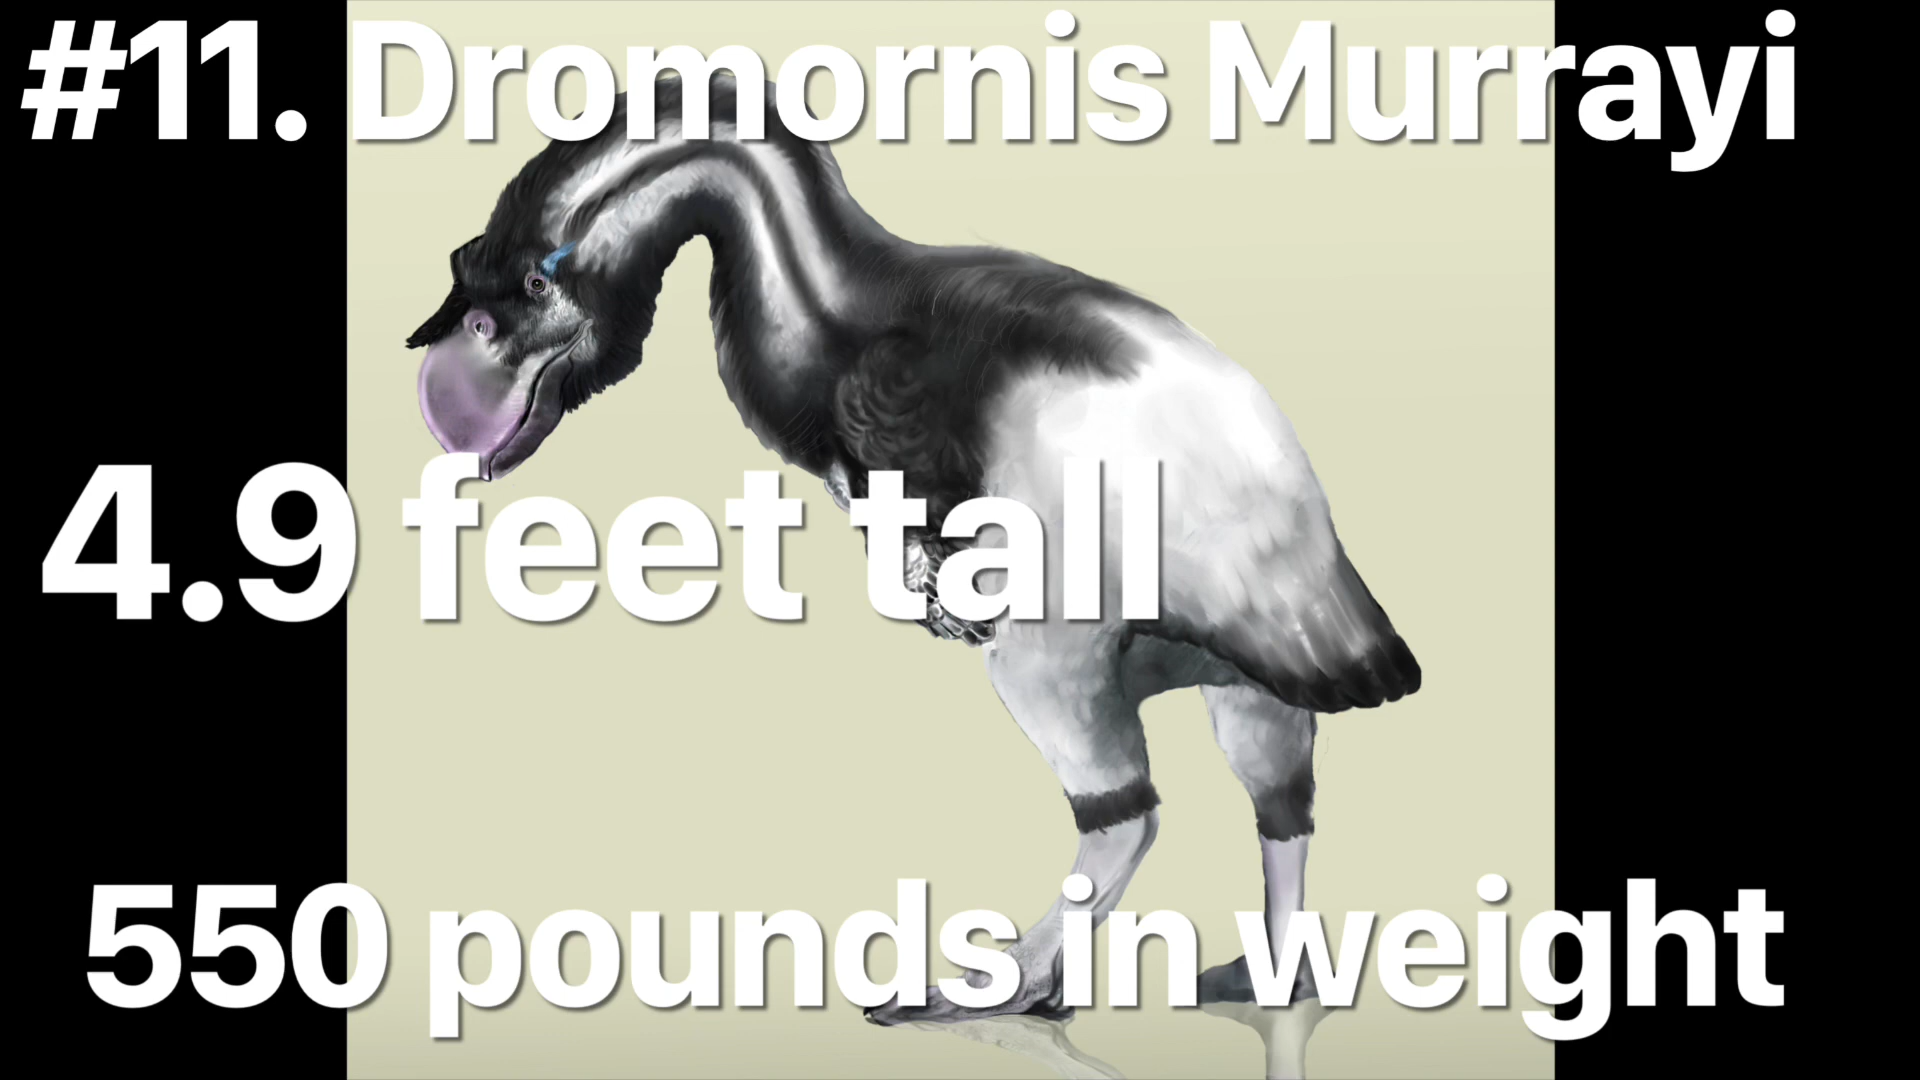 #11. Dromornis Murrayi
4.9 feet tall
550 pounds in weight